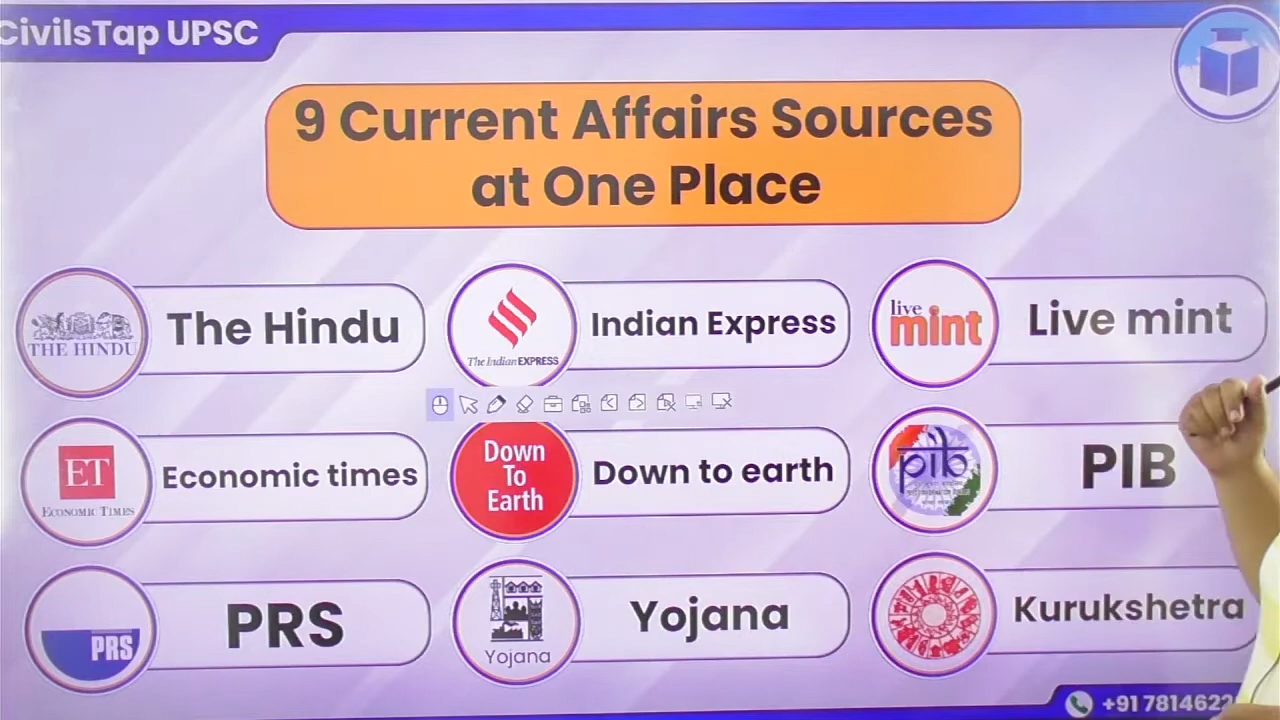 CivilsTap UPSC
9 Current Affairs Sources
at One Place
THE HINDU
The Hindu
The Indian EXPRESS
Indian Express
live
mint
Live mint
ET
ECONOMIC TIMES
Economic times
Down
To
Earth
Down to earth
pib
PIB
PRS
PRS
Yojana
Yojana
Kurukshetra
+91 7814622